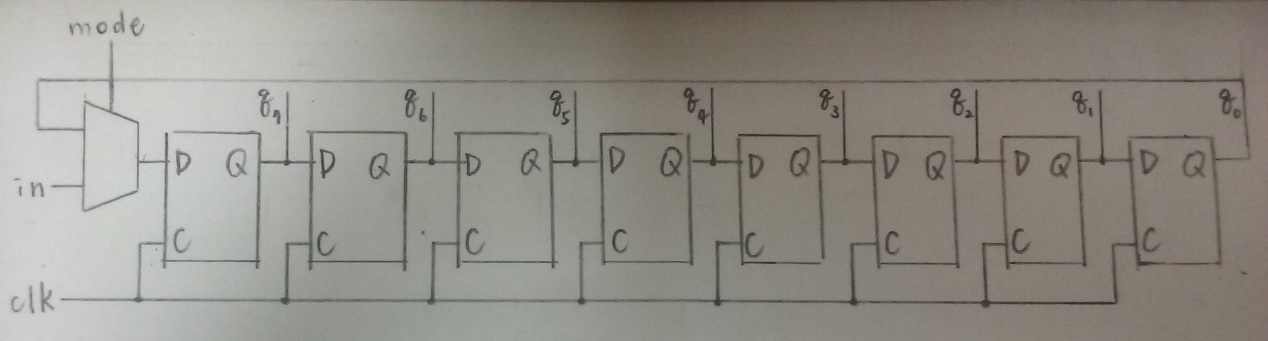 mode
q7 q6 q5 q4 q3 q2 q1 q0
D Q D Q D Q D Q D Q D Q D Q D Q
in
C C C C C C C C
clk